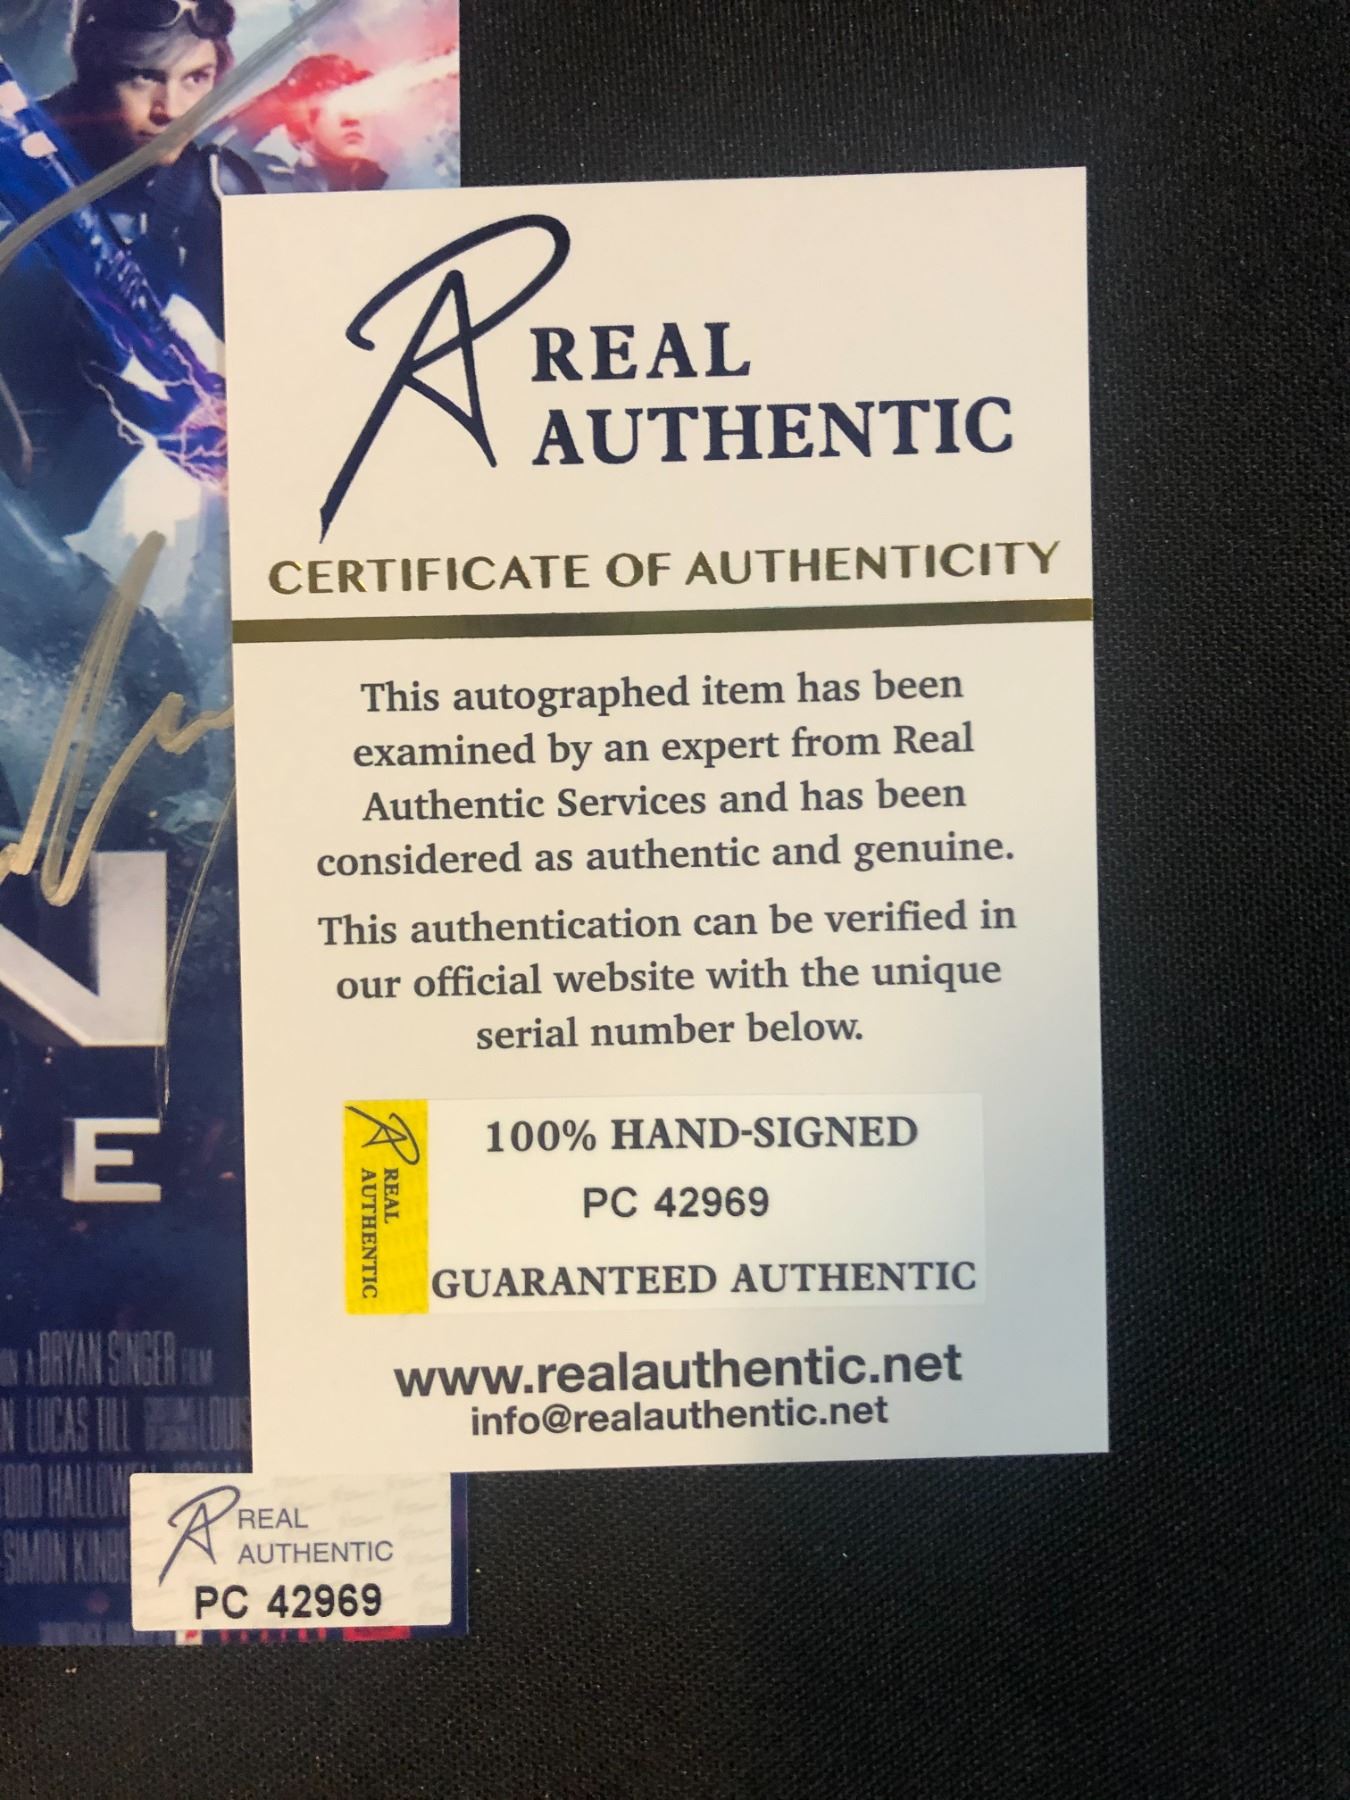 REAL
AUTHENTIC
CERTIFICATE OF AUTHENTICITY
This autographed item has been
examined by an expert from Real
Authentic Services and has been
considered as authentic and genuine.
This authentication can be verified in
our official website with the unique
serial number below.
REAL
AUTHENTIC
100% HAND-SIGNED
PC 42969
GUARANTEED AUTHENTIC
www.realauthentic.net
info@realauthentic.net
N
E
A BRYAN SINGER FILM
LUCAS TILL
SIMON
REAL
AUTHENTIC
PC 42969